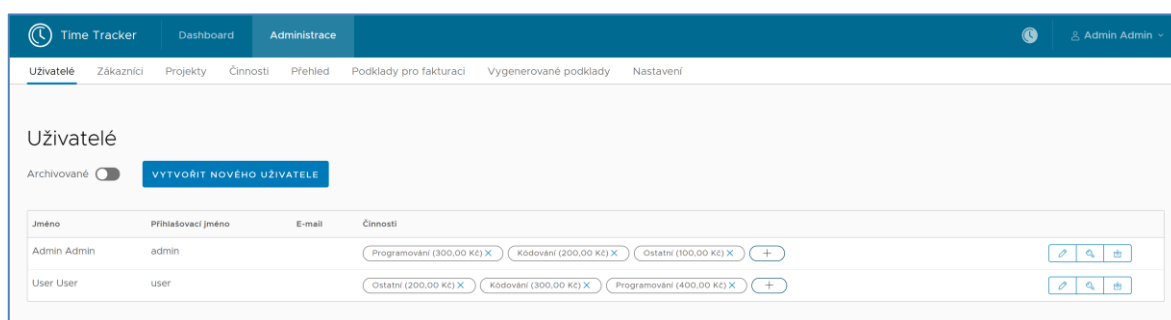 Time Tracker Dashboard Administrace Admin Admin
Uživatelé Zákazníci Projekty Činnosti Přehled Podklady pro fakturaci Vygenerované podklady Nastavení
Uživatelé
Archivované VYTVOŘIT NOVÉHO UŽIVATELE
Jméno Přihlašovací jméno E-mail Činnosti
Admin Admin admin Programování (300,00 Kč) Kódování (200,00 Kč) Ostatní (100,00 Kč)
User User user Ostatní (200,00 Kč) Kódování (300,00 Kč) Programování (400,00 Kč)